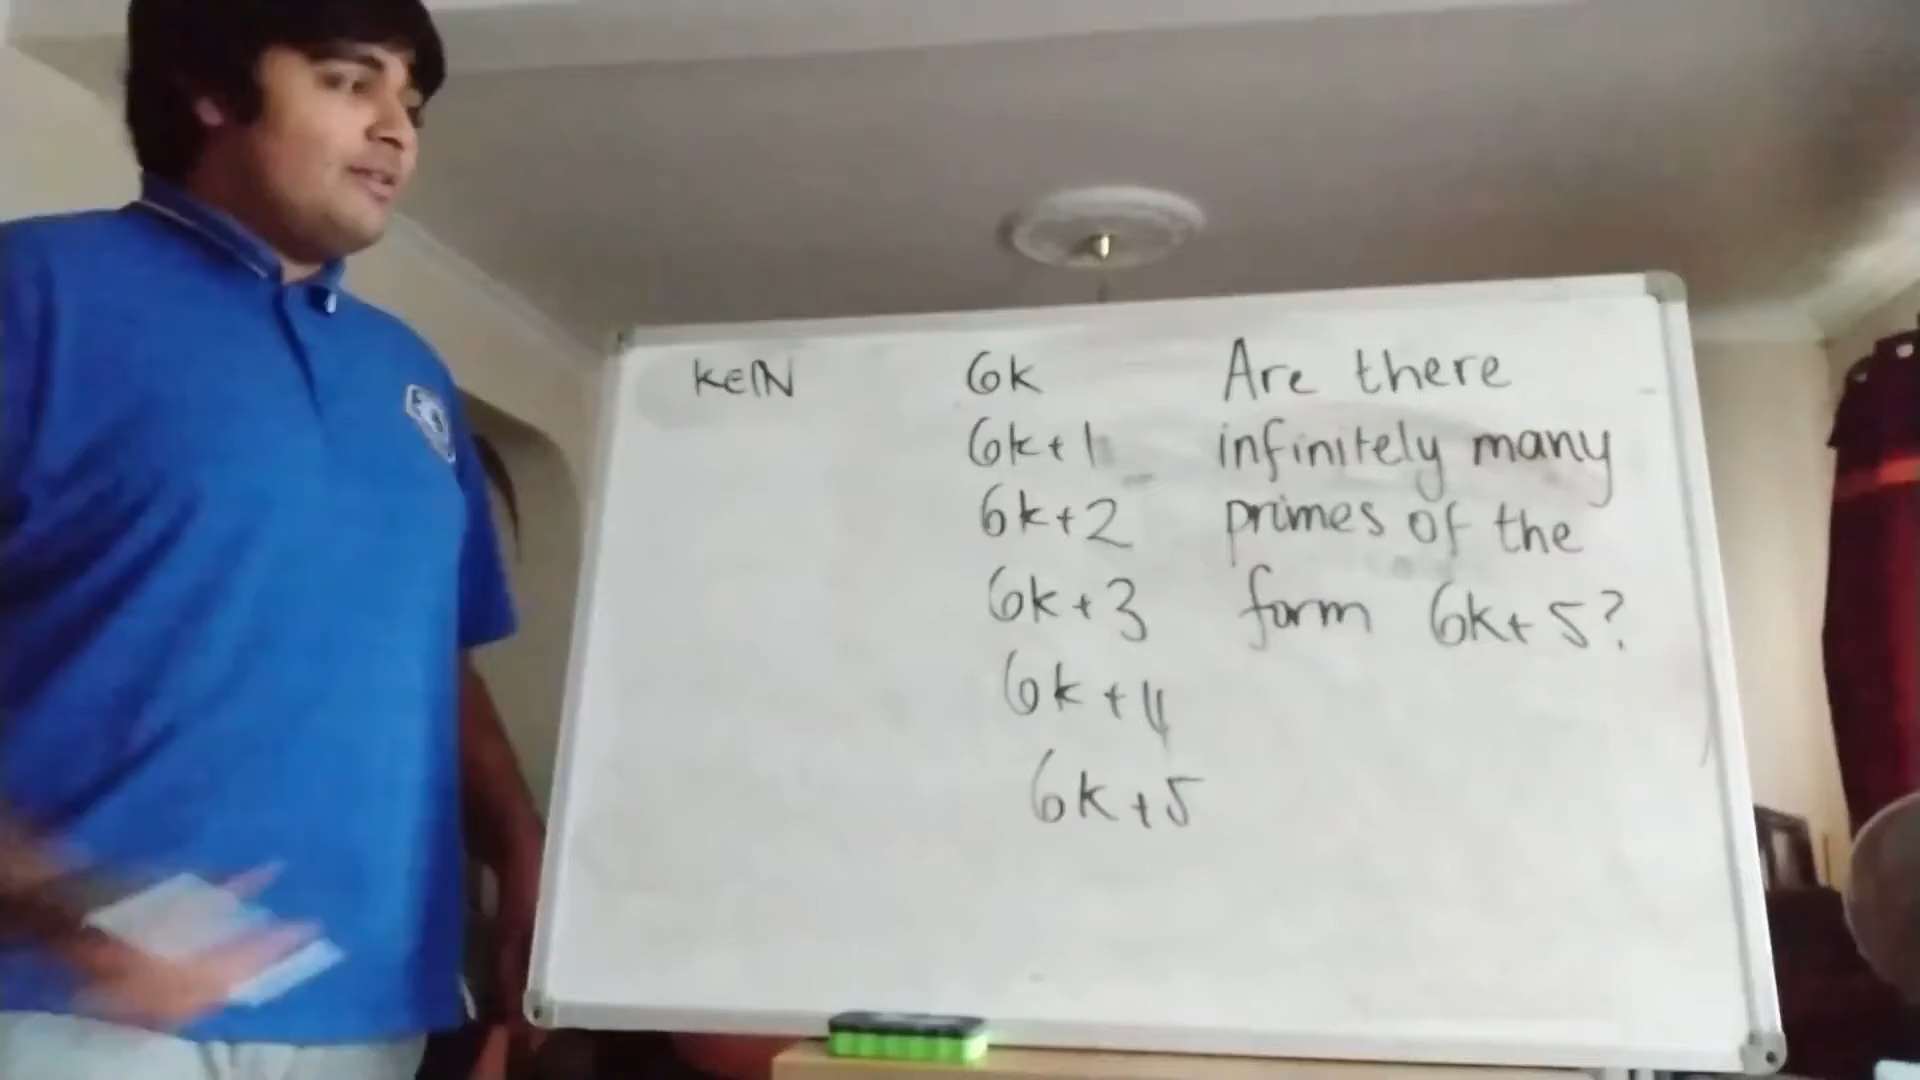 k∈ℕ
6k
6k+1
6k+2
6k+3
6k+4
6k+5
Are there
infinitely many
primes of the
form 6k+5?